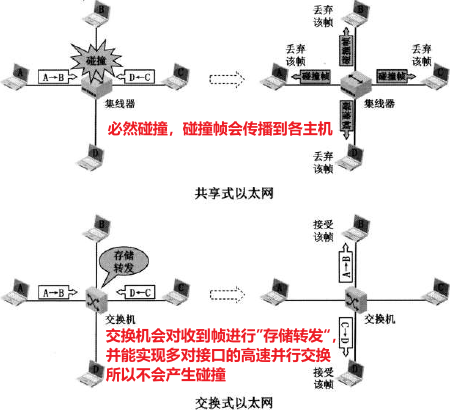 B
碰撞
A
A→B
D←C
C
集线器
D
B
丢弃
该帧
碰撞帧
丢弃
该帧
丢弃
该帧
A
碰撞帧
碰撞帧
C
集线器
碰撞帧
丢弃
该帧
D
必然碰撞，碰撞帧会传播到各主机
共享式以太网
B
存储
转发
A
A→B
D←C
C
交换机
D
B
接受
该帧
A→B
A
C
交换机
C→D
接受
该帧
D
交换机会对收到帧进行"存储转发"，
并能实现多对接口的高速并行交换
所以不会产生碰撞
交换式以太网